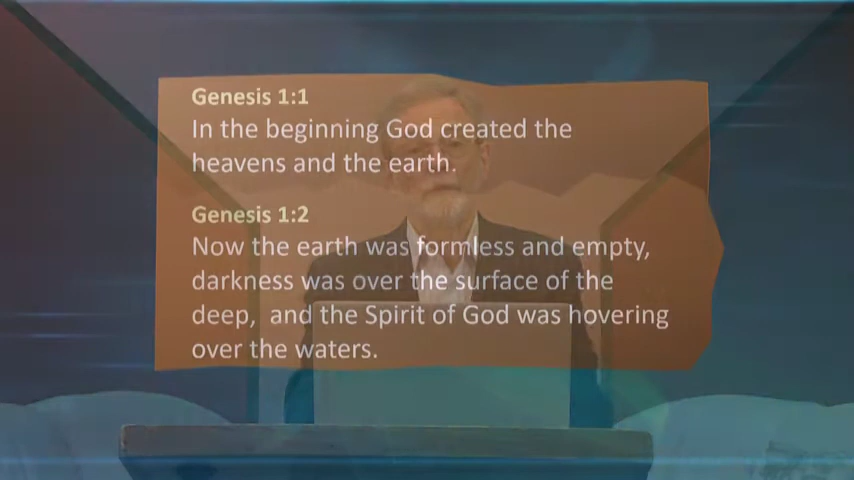 Genesis 1:1
In the beginning God created the
heavens and the earth.
Genesis 1:2
Now the earth was formless and empty,
darkness was over the surface of the
deep, and the Spirit of God was hovering
over the waters.